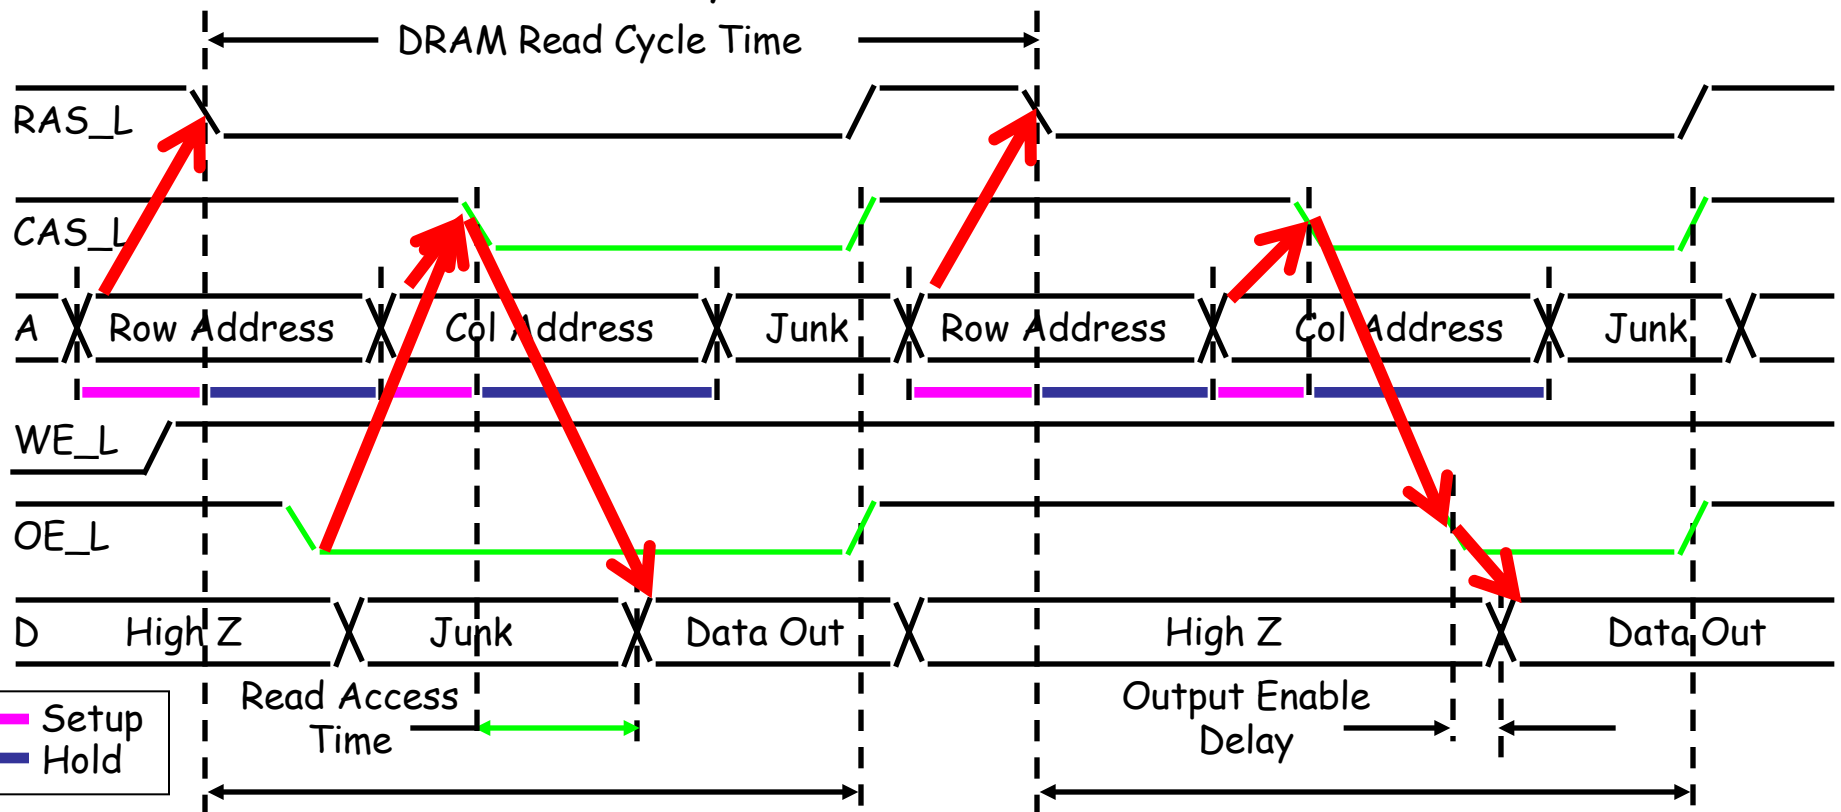 DRAM Read Cycle Time
RAS_L
CAS_L
A Row Address Col Address Junk Row Address Col Address Junk
WE_L
OE_L
D High Z Junk Data Out High Z Data Out
Read Access
Time
Output Enable
Delay
Setup
Hold